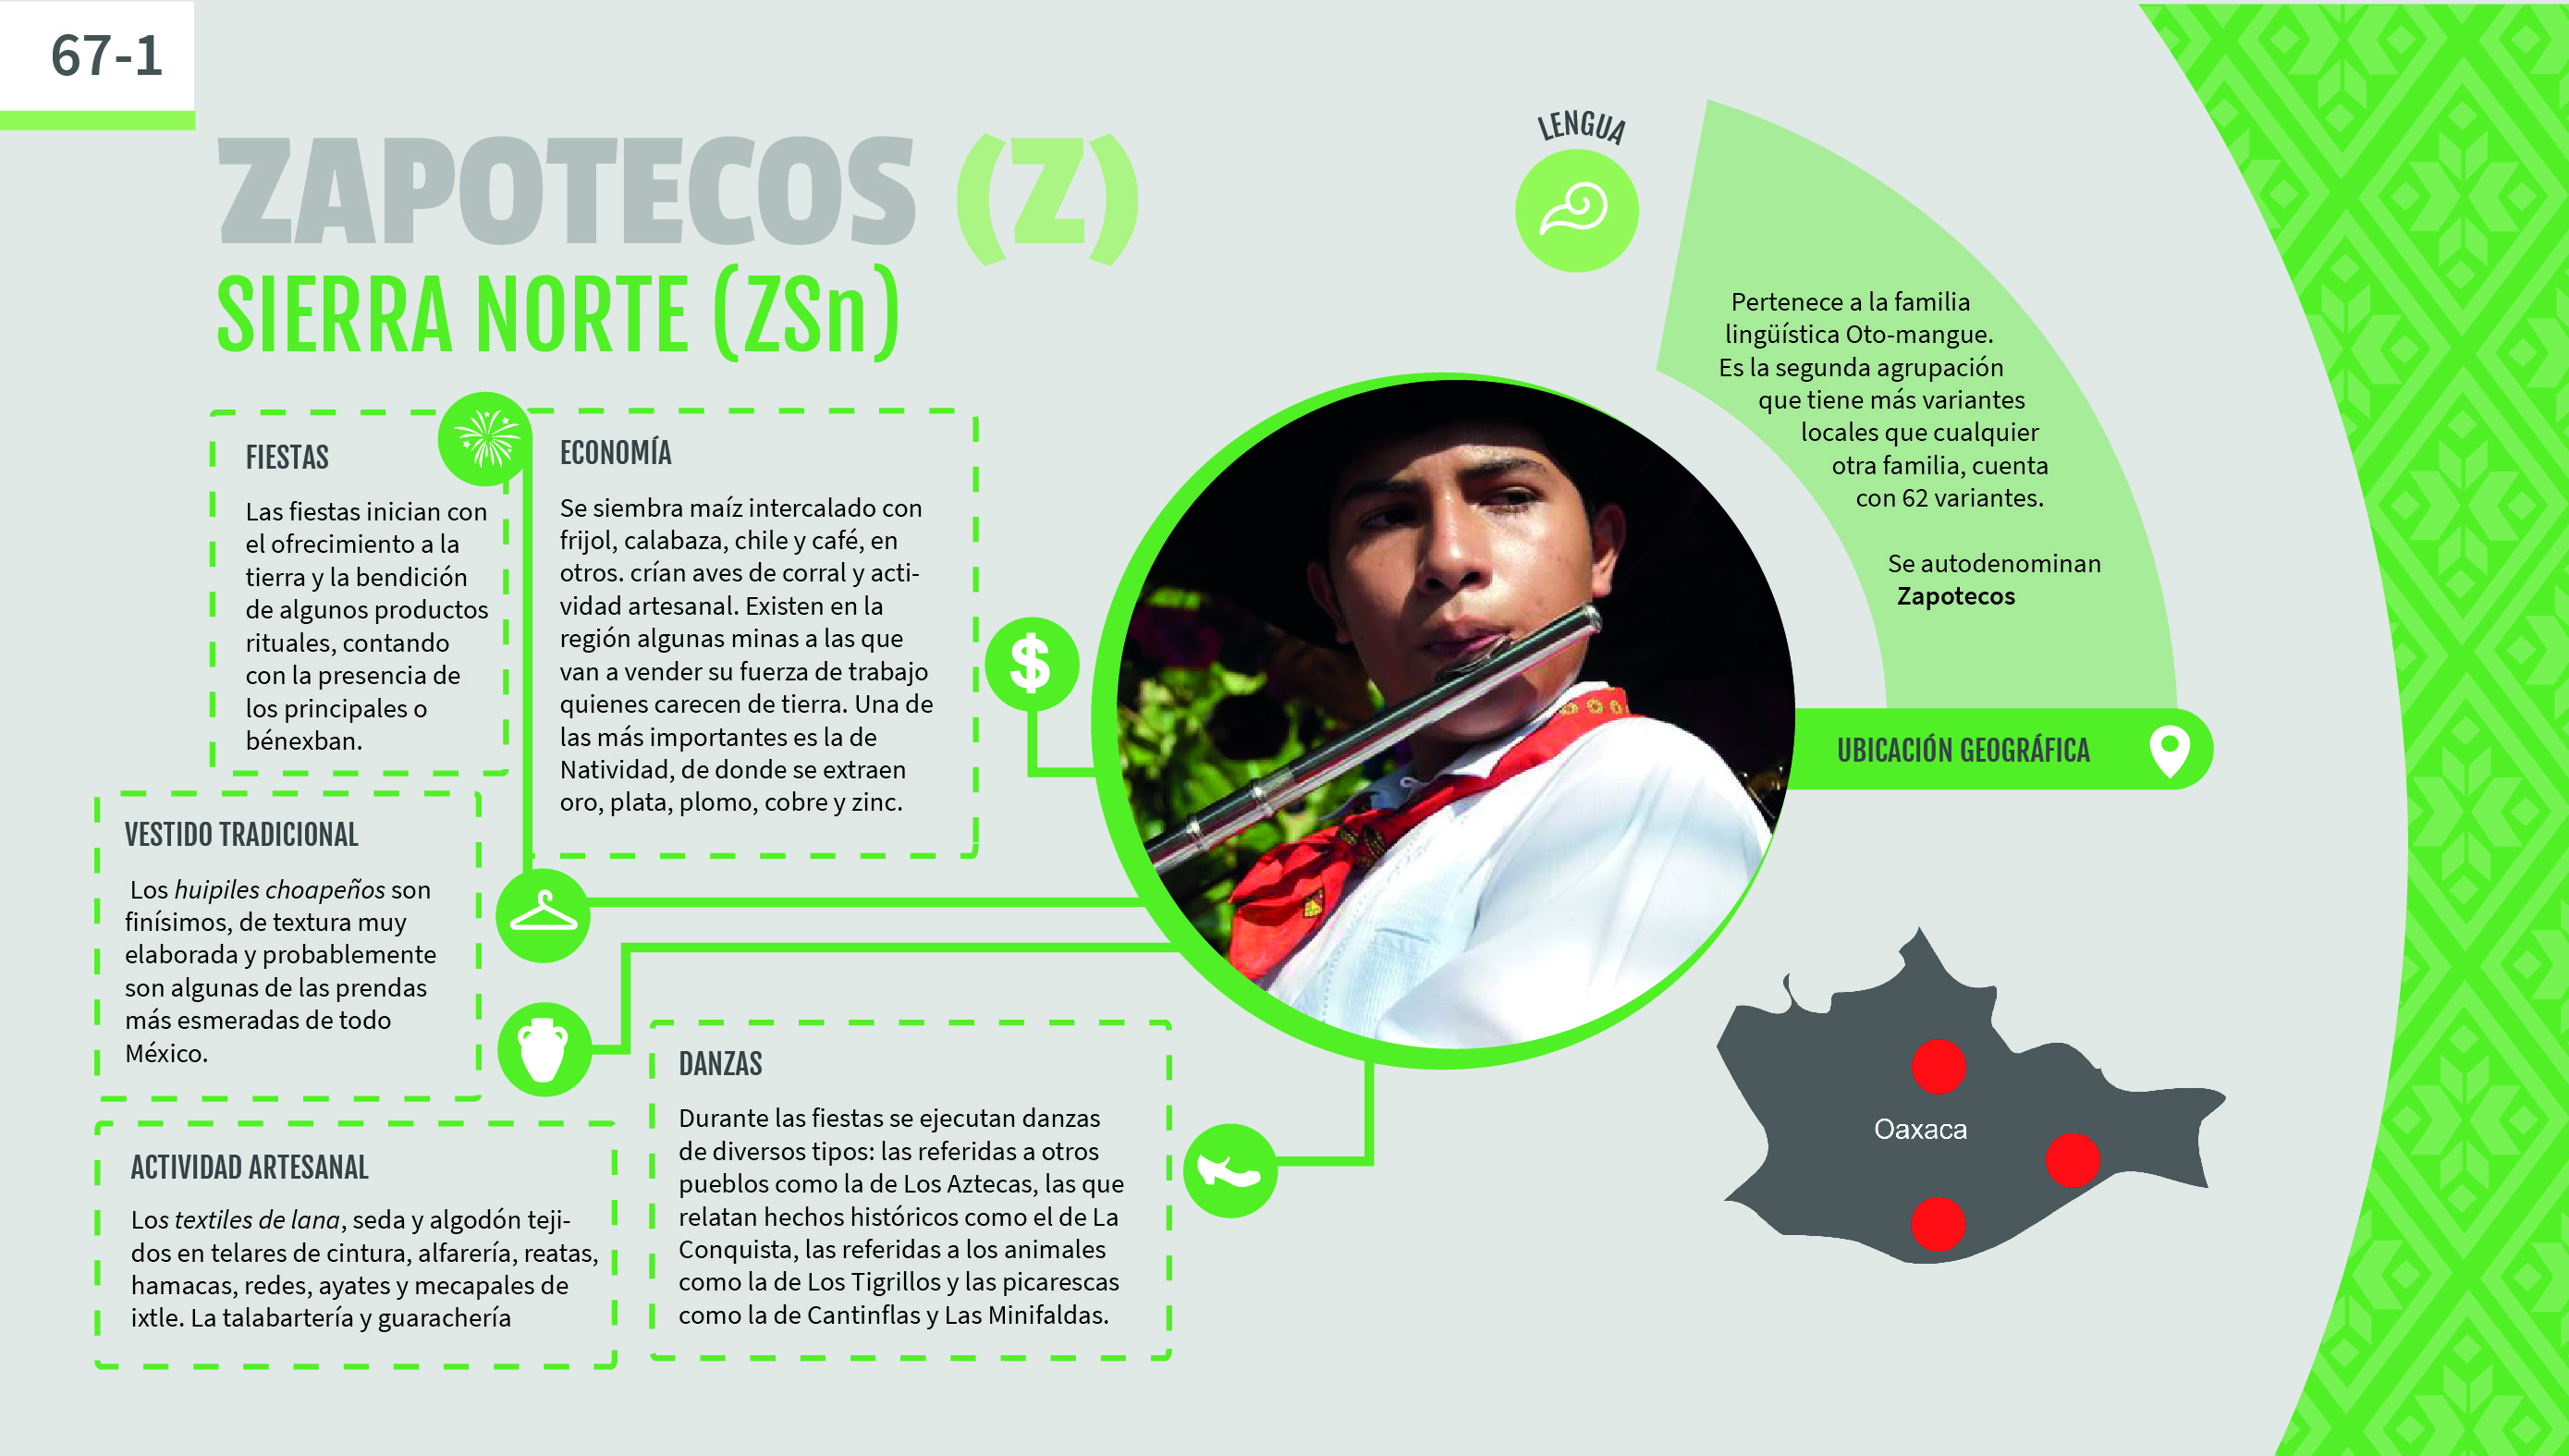 67-1
ZAPOTECOS (Z)
SIERRA NORTE (ZSn)
LENGUA
Pertenece a la familia
lingüística Oto-mangue.
Es la segunda agrupación
que tiene más variantes
locales que cualquier
otra familia, cuenta
con 62 variantes.
Se autodenominan
Zapotecos
FIESTAS
Las fiestas inician con
el ofrecimiento a la
tierra y la bendición
de algunos productos
rituales, contando
con la presencia de
los principales o
bénexban.
ECONOMÍA
Se siembra maíz intercalado con
frijol, calabaza, chile y café, en
otros. crían aves de corral y acti-
vidad artesanal. Existen en la
región algunas minas a las que
van a vender su fuerza de trabajo
quienes carecen de tierra. Una de
las más importantes es la de
Natividad, de donde se extraen
oro, plata, plomo, cobre y zinc.
$
UBICACIÓN GEOGRÁFICA
VESTIDO TRADICIONAL
Los huipiles choapeños son
finísimos, de textura muy
elaborada y probablemente
son algunas de las prendas
más esmeradas de todo
México.
ACTIVIDAD ARTESANAL
Los textiles de lana, seda y algodón teji-
dos en telares de cintura, alfarería, reatas,
hamacas, redes, ayates y mecapales de
ixtle. La talabartería y guarachería
DANZAS
Durante las fiestas se ejecutan danzas
de diversos tipos: las referidas a otros
pueblos como la de Los Aztecas, las que
relatan hechos históricos como el de La
Conquista, las referidas a los animales
como la de Los Tigrillos y las picarescas
como la de Cantinflas y Las Minifaldas.
Oaxaca